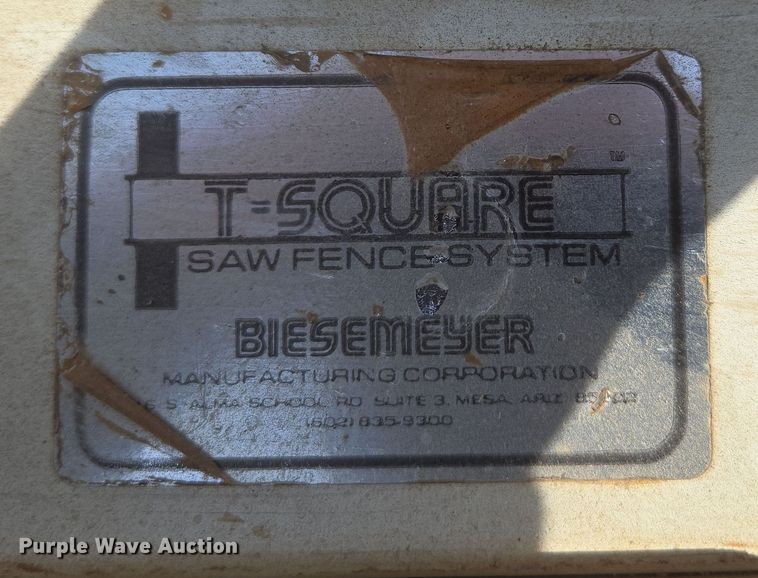 T-SQUARE
TM
SAW FENCE SYSTEM
BIESEMEYER
MANUFACTURING CORPORATION
S. ALMA SCHOOL RD. SUITE 3, MESA, ARIZ.
(602) 835-9300
Purple Wave Auction